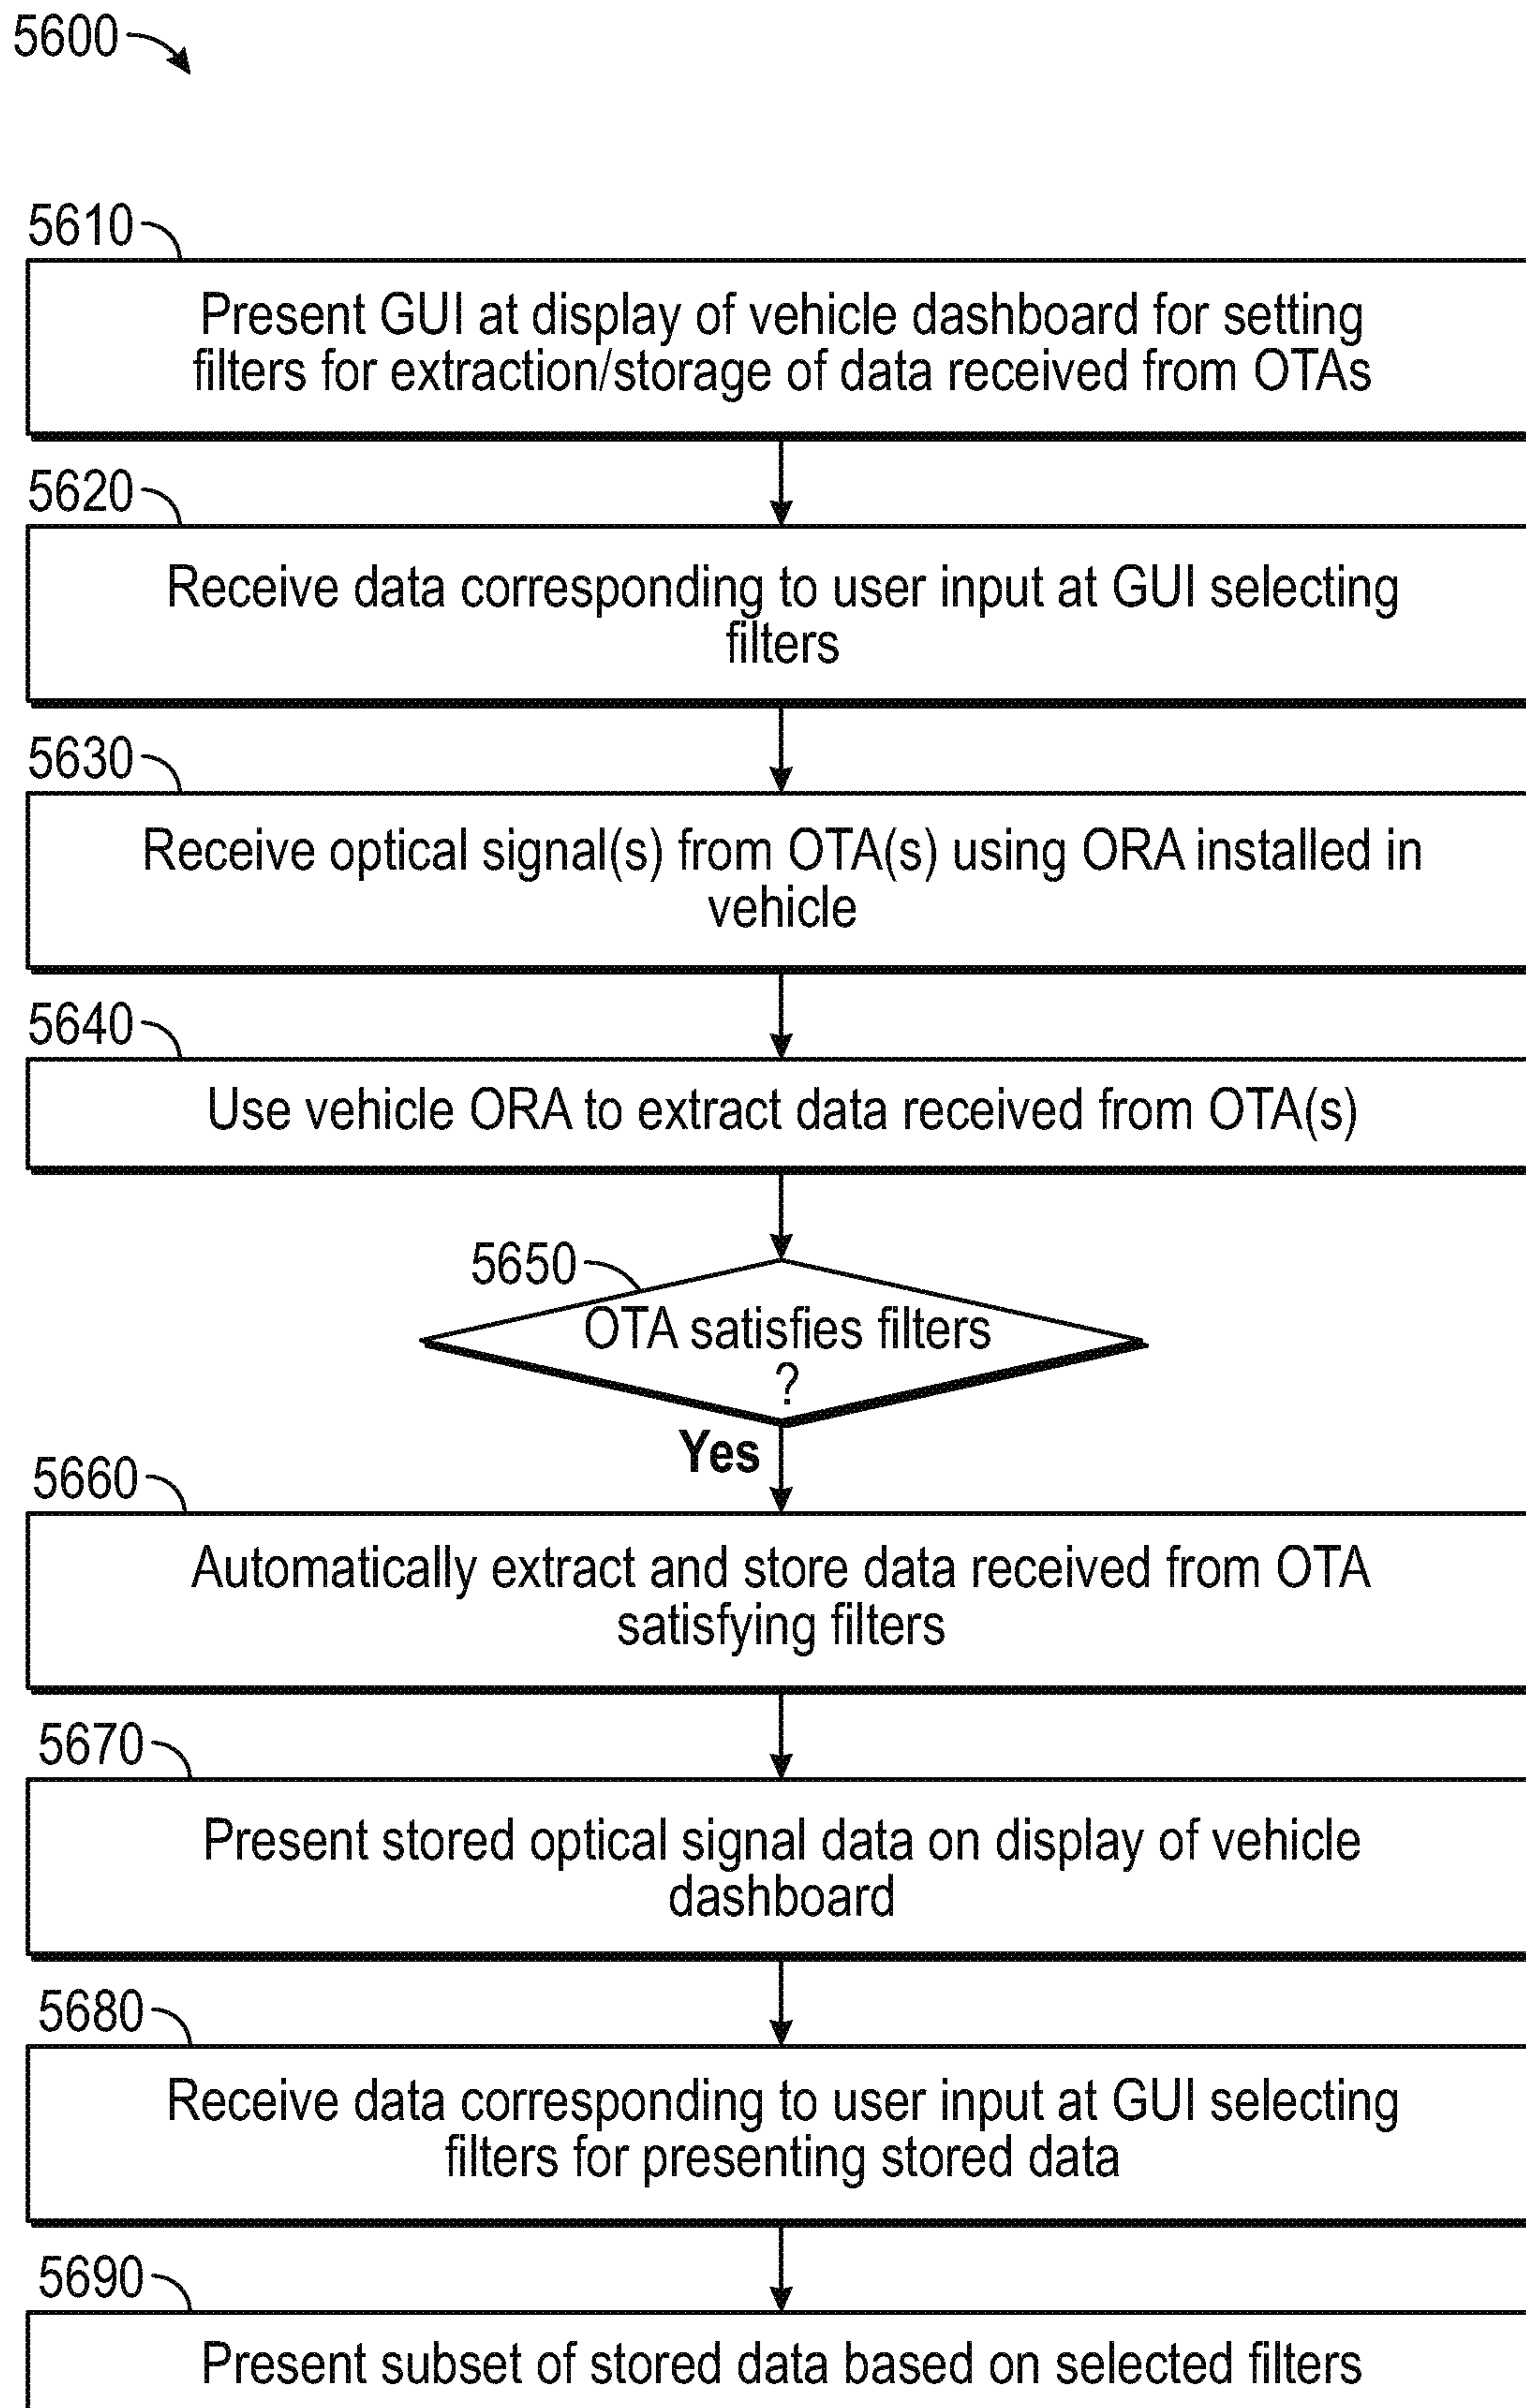 5600
5610
Present GUI at display of vehicle dashboard for setting
filters for extraction/storage of data received from OTAs
5620
Receive data corresponding to user input at GUI selecting
filters
5630
Receive optical signal(s) from OTA(s) using ORA installed in
vehicle
5640
Use vehicle ORA to extract data received from OTA(s)
5650
OTA satisfies filters
?
Yes
5660
Automatically extract and store data received from OTA
satisfying filters
5670
Present stored optical signal data on display of vehicle
dashboard
5680
Receive data corresponding to user input at GUI selecting
filters for presenting stored data
5690
Present subset of stored data based on selected filters